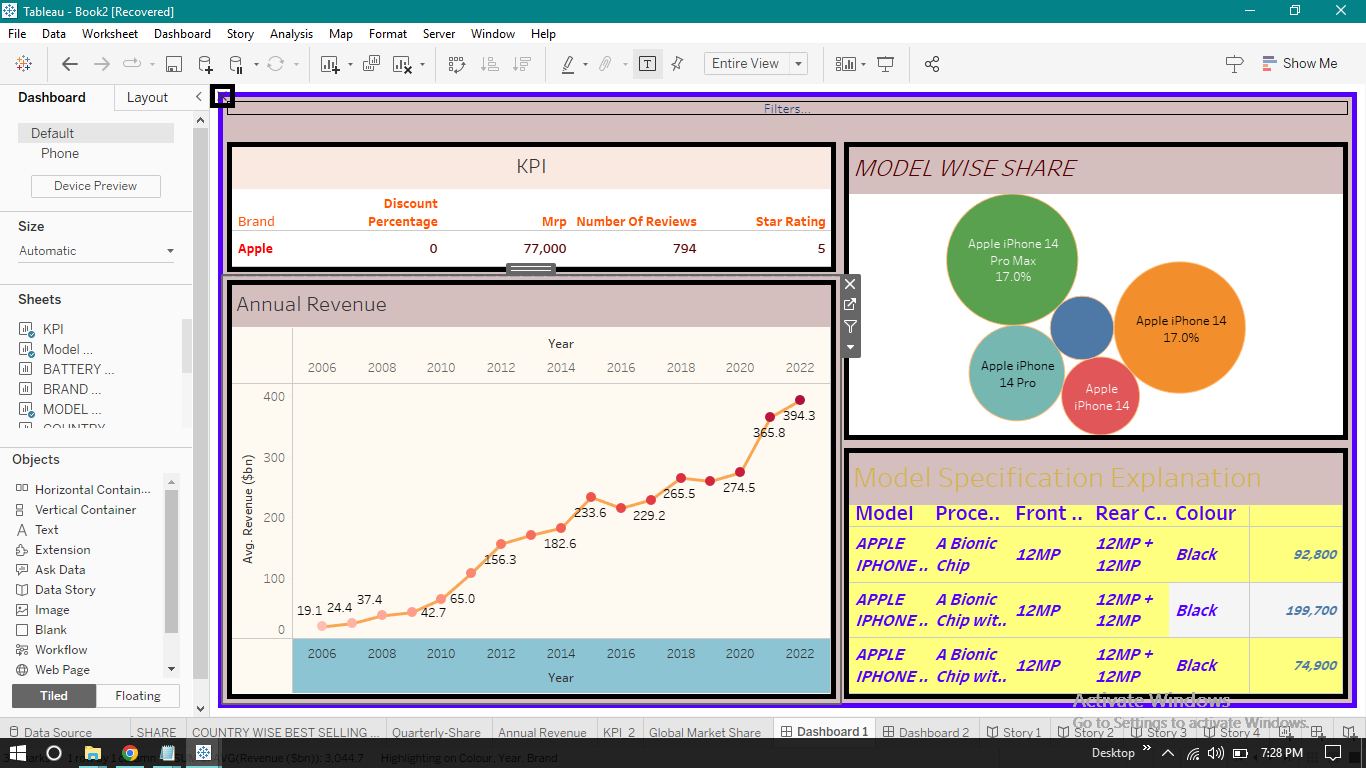 Tableau - Book2 [Recovered]
File Data Worksheet Dashboard Story Analysis Map Format Server Window Help
Entire View
Show Me
Dashboard Layout
Default
Phone
Device Preview
Size
Automatic
Sheets
KPI
Model ...
BATTERY ...
BRAND ...
MODEL ...
COUNTRY
Objects
Horizontal Contain...
Vertical Container
Text
Extension
Ask Data
Data Story
Image
Blank
Workflow
Web Page
Tiled Floating
Filters...
KPI
Discount
Brand Percentage Mrp Number Of Reviews Star Rating
Apple 0 77,000 794 5
Annual Revenue
Year
2006 2008 2010 2012 2014 2016 2018 2020 2022
400
300
200
100
0
Avg. Revenue ($bn)
19.1 24.4 37.4 42.7 65.0 156.3 182.6 233.6 229.2 265.5 274.5 365.8 394.3
2006 2008 2010 2012 2014 2016 2018 2020 2022
Year
MODEL WISE SHARE
Apple iPhone 14
Pro Max
17.0%
Apple iPhone 14
17.0%
Apple iPhone
14 Pro
Apple
iPhone 14
Model Specification Explanation
Model Proce.. Front .. Rear C.. Colour
APPLE A Bionic 12MP 12MP + Black 92,800
IPHONE .. Chip 12MP
APPLE A Bionic 12MP 12MP + Black 199,700
IPHONE .. Chip wit.. 12MP
APPLE A Bionic 12MP 12MP + Black 74,900
IPHONE .. Chip wit.. 12MP
Activate Windows
Go to Settings to activate Windows.
Data Source . SHARE COUNTRY WISE BEST SELLING ... Quarterly-Share Annual Revenue KPI_2 Global Market Share Dashboard 1 Dashboard 2 Story 1 Story 2 Story 3 Story 4
Desktop 7:28 PM
(Revenue ($bn)): 3,044.7 Highlighting on Colour, Year, Brand